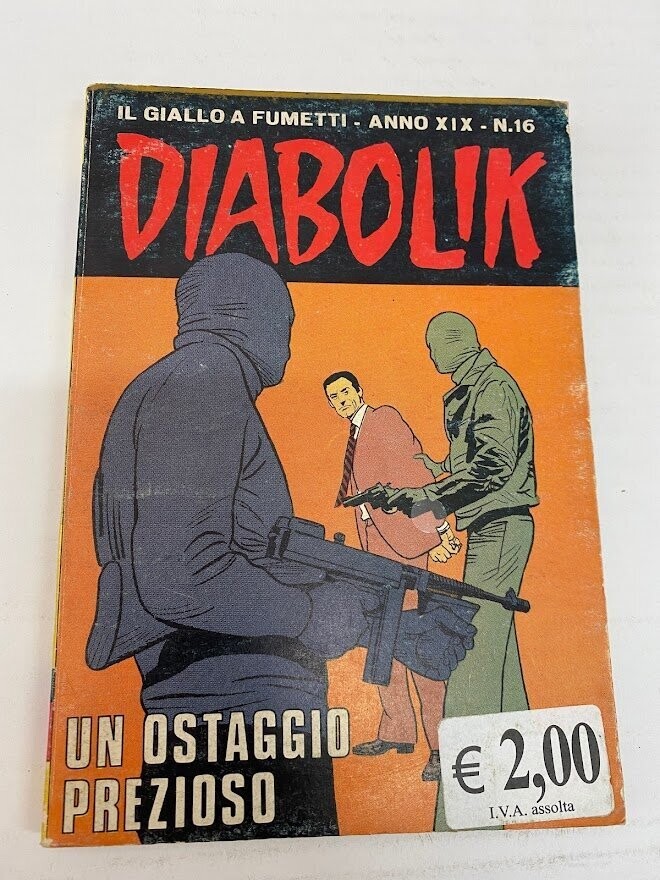 IL GIALLO A FUMETTI - ANNO XIX - N.16
DIABOLIK
UN OSTAGGIO
PREZIOSO
€ 2,00
I.V.A. assolta